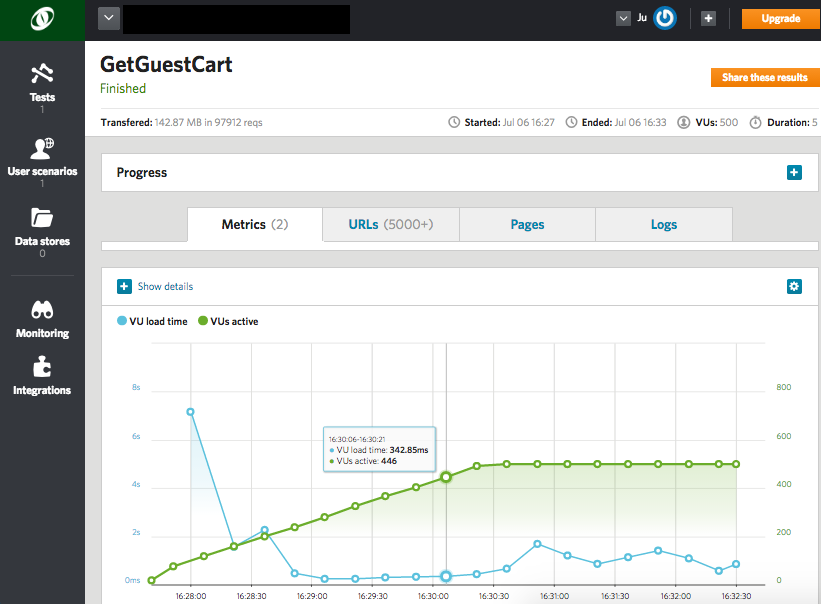 Ju
Upgrade
GetGuestCart
Finished
Share these results
Transfered: 142.87 MB in 97912 reqs
Started: Jul 06 16:27
Ended: Jul 06 16:33
VUs: 500
Duration: 5
Tests
1
User scenarios
1
Data stores
0
Monitoring
Integrations
Progress
Metrics (2)
URLs (5000+)
Pages
Logs
Show details
VU load time
VUs active
8s
6s
4s
2s
0ms
800
600
400
200
0
16:30:06-16:30:21
VU load time: 342.85ms
VUs active: 446
16:28:00
16:28:30
16:29:00
16:29:30
16:30:00
16:30:30
16:31:00
16:31:30
16:32:00
16:32:30